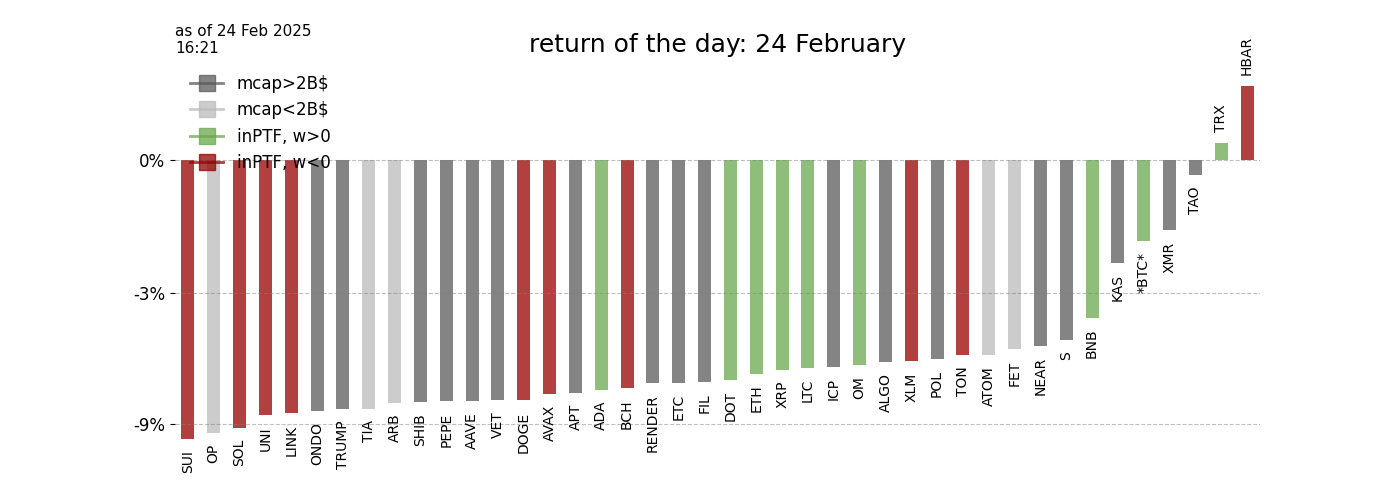 as of 24 Feb 2025
16:21
return of the day: 24 February
mcap>2B$
mcap<2B$
inPTF, w>0
inPTF, w<0
0%
-3%
-9%
SUI
OP
SOL
UNI
LINK
ONDO
TRUMP
TIA
ARB
SHIB
PEPE
AAVE
VET
DOGE
AVAX
APT
ADA
BCH
RENDER
ETC
FIL
DOT
ETH
XRP
LTC
ICP
OM
ALGO
XLM
POL
TON
ATOM
FET
NEAR
S
BNB
KAS
*BTC*
XMR
TAO
TRX
HBAR